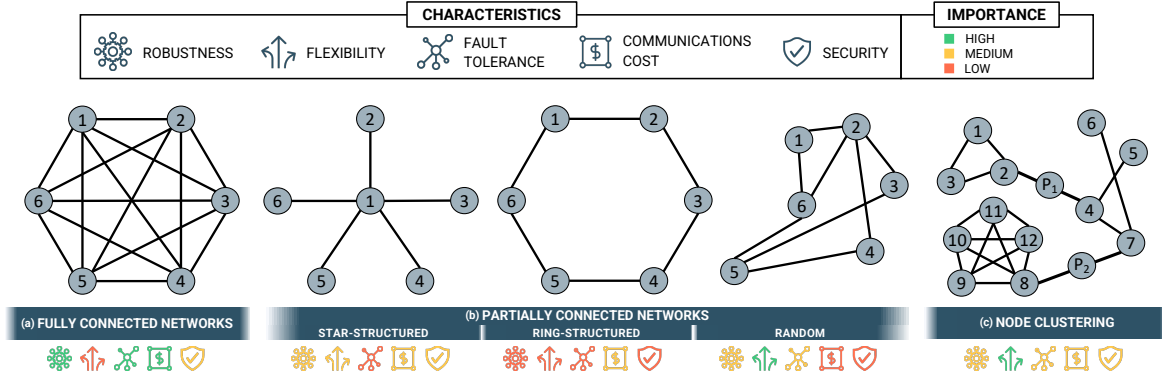 CHARACTERISTICS
IMPORTANCE
ROBUSTNESS
FLEXIBILITY
FAULT
TOLERANCE
$
COMMUNICATIONS
COST
SECURITY
HIGH
MEDIUM
LOW
1 2
6 3
5 4
2
6 1 3
5 4
1 2
6 3
5 4
1 2
3
6
4
5
6
1
5
2
3 P1
4
11
10 12 7
P2
9 8
(a) FULLY CONNECTED NETWORKS
(b) PARTIALLY CONNECTED NETWORKS
STAR-STRUCTURED RING-STRUCTURED RANDOM
(c) NODE CLUSTERING
$ $ $ $ $